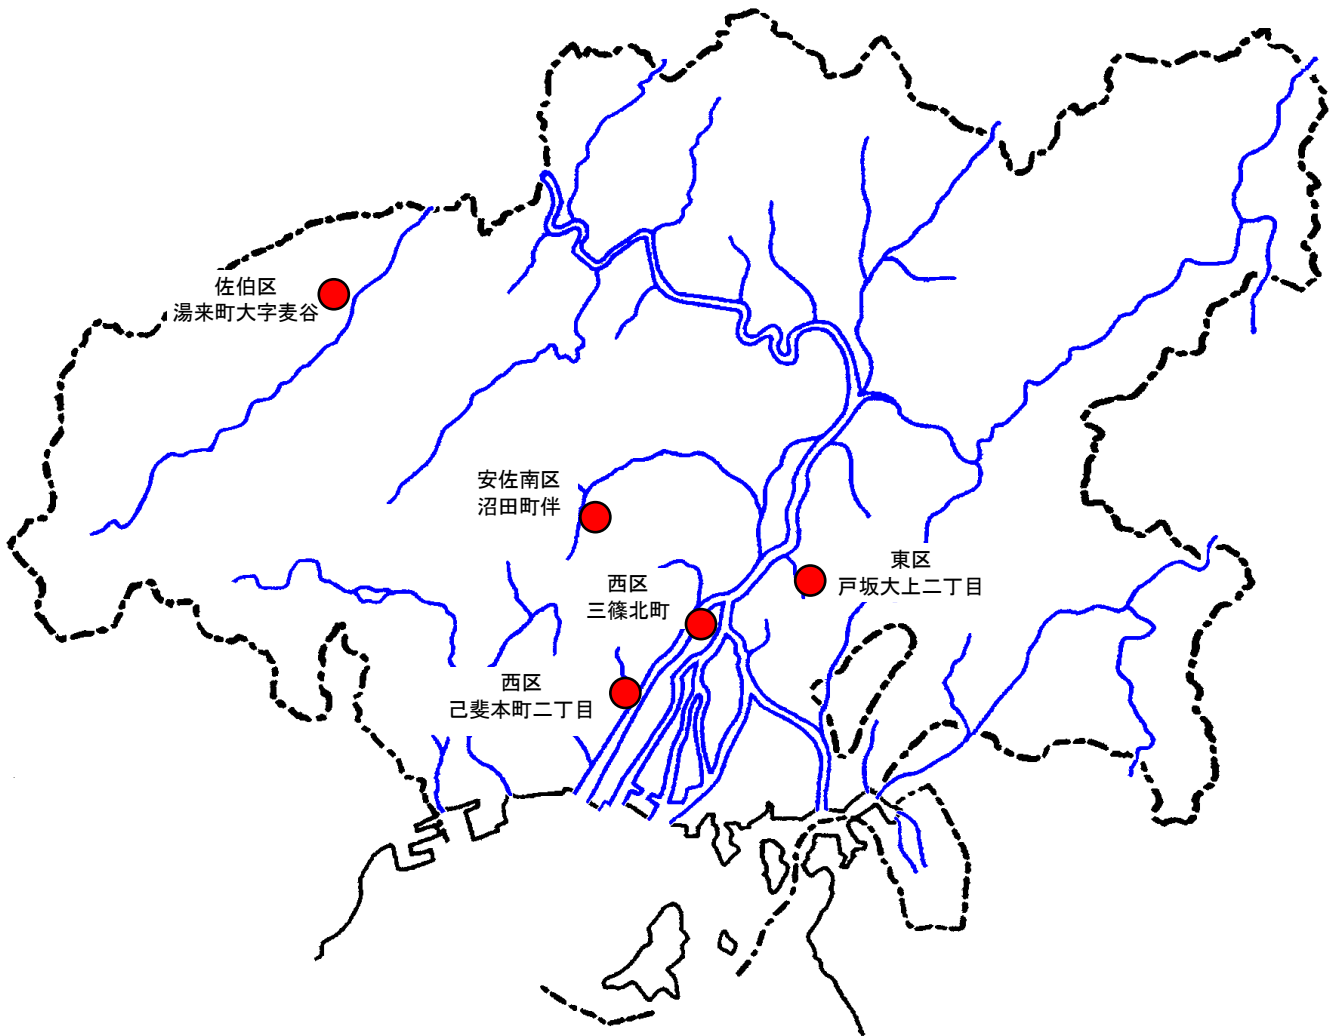 佐伯区
湯来町大字麦谷
安佐南区
沼田町伴
東区
戸坂大上二丁目
西区
三篠北町
西区
己斐本町二丁目